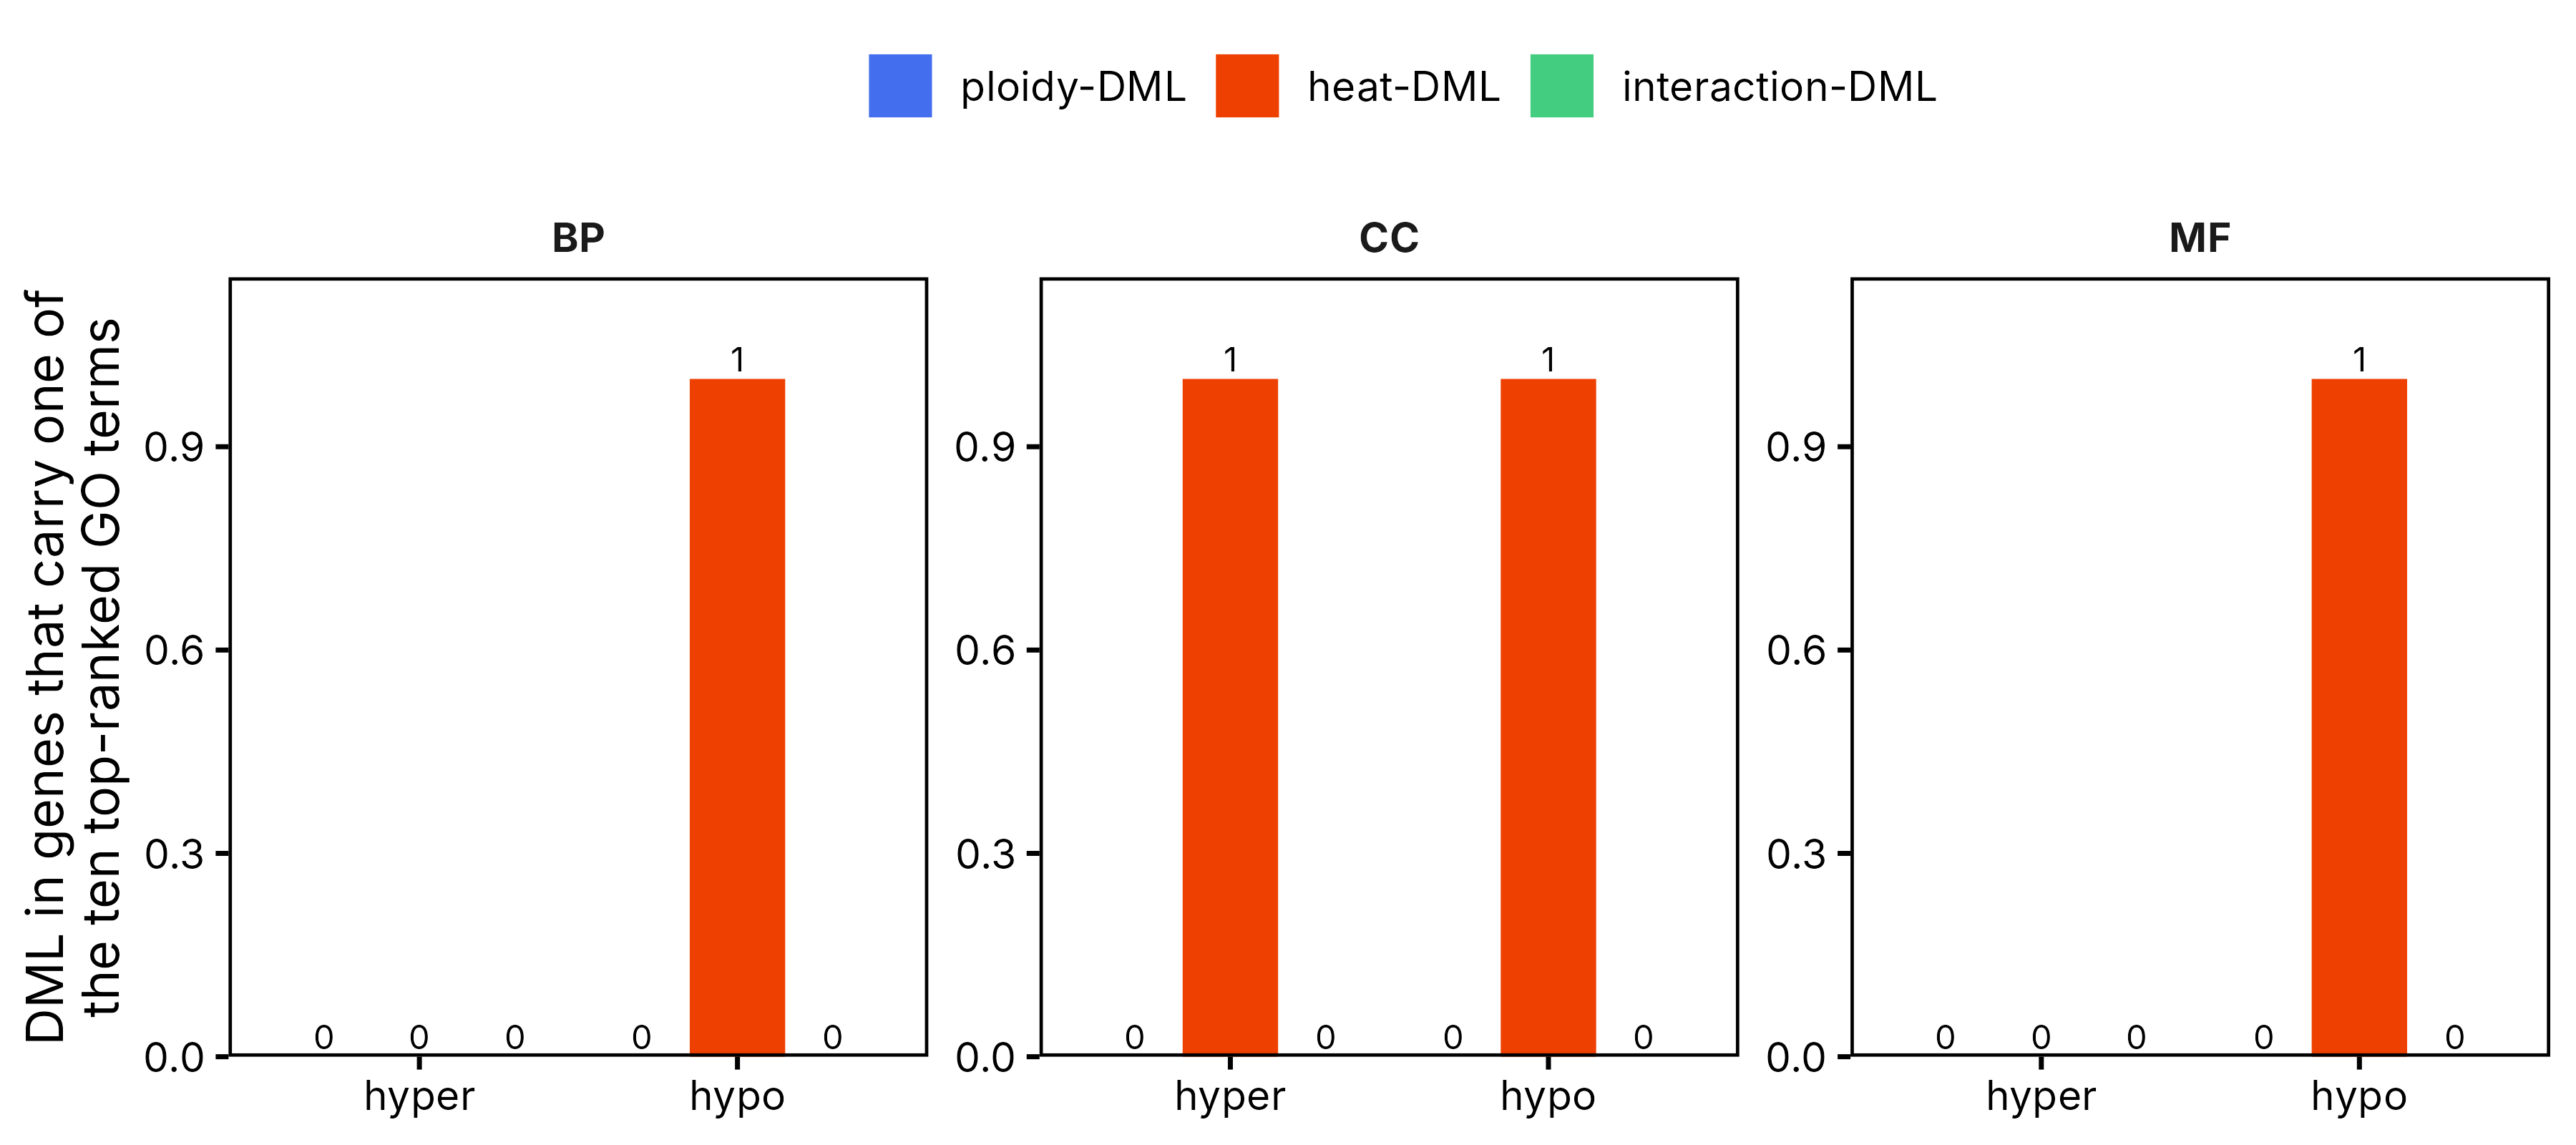 ploidy-DML heat-DML interaction-DML
BP CC MF
DML in genes that carry one of
the ten top-ranked GO terms
1 1 1 1
0.9 0.9 0.9
0.6 0.6 0.6
0.3 0.3 0.3
0 0 0 0 0 0 0 0 0 0 0 0 0 0
0.0 0.0 0.0
hyper hypo hyper hypo hyper hypo